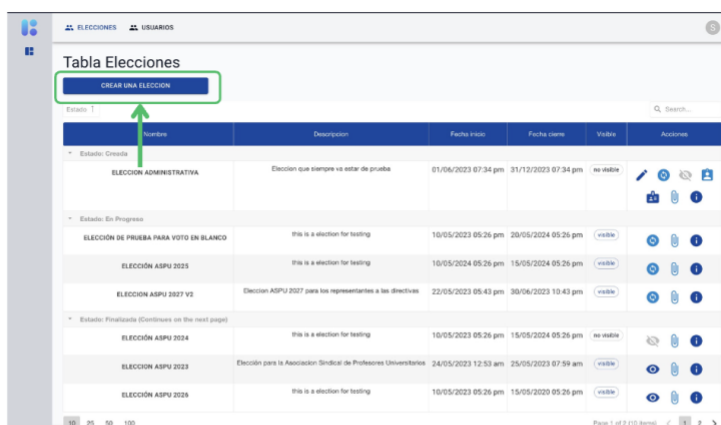 ELECCIONES USUARIOS S
Tabla Elecciones
CREAR UNA ELECCION
Estado ↑ Search...
Nombre Descripcion Fecha inicio Fecha cierre Visible Acciones
Estado: Creada
ELECCION ADMINISTRATIVA Eleccion que siempre va estar de prueba 01/06/2023 07:34 pm 31/12/2023 07:34 pm no visible
Estado: En Progreso
ELECCIÓN DE PRUEBA PARA VOTO EN BLANCO this is a election for testing 10/05/2023 05:26 pm 20/05/2024 05:26 pm visible
ELECCIÓN ASPU 2025 this is a election for testing 10/05/2024 05:26 pm 15/05/2024 05:26 pm visible
ELECCION ASPU 2027 V2 Eleccion ASPU 2027 para los representantes a las directivas 22/05/2023 05:43 pm 30/06/2023 10:43 pm visible
Estado: Finalizada (Continues on the next page)
ELECCIÓN ASPU 2024 this is a election for testing 10/05/2023 05:26 pm 15/05/2024 05:26 pm no visible
ELECCION ASPU 2023 Elección para la Asociacion Sindical de Profesores Universitarios 24/05/2023 12:53 am 25/05/2023 07:59 am visible
ELECCIÓN ASPU 2026 this is a election for testing 10/05/2023 05:26 pm 15/05/2020 05:26 pm visible
10 25 50 100 Page 1 of 2 (10 items) 1 2